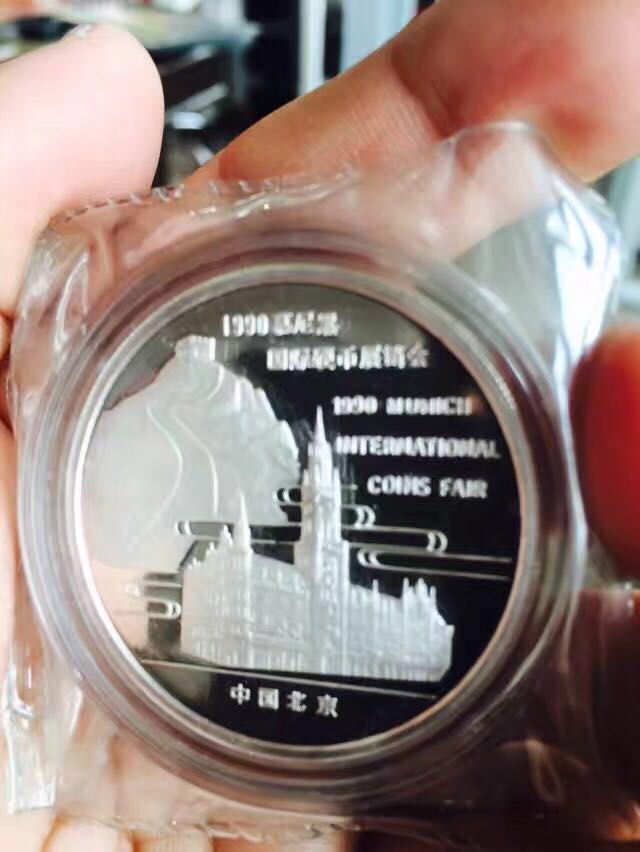 1990慕尼黑
国际硬币展销会
1990 MUNICH
INTERNATIONAL
COINS FAIR
中国北京